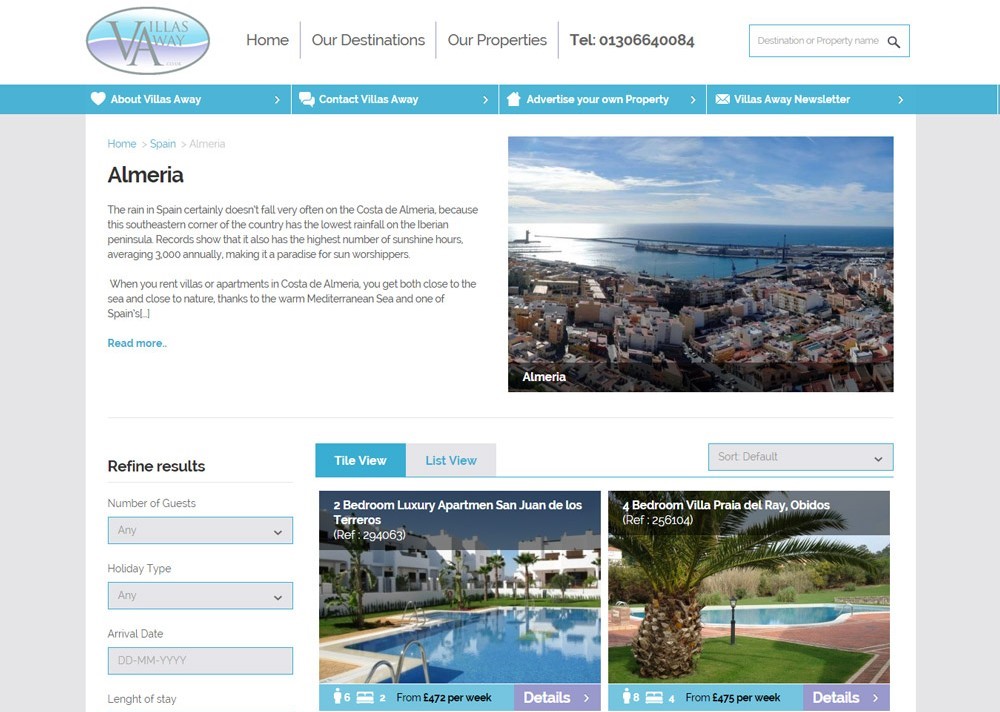 VILLAS
AWAY
.COM
Home
Our Destinations
Our Properties
Tel: 01306640084
Destination or Property name
About Villas Away
Contact Villas Away
Advertise your own Property
Villas Away Newsletter
Home > Spain > Almeria
Almeria
The rain in Spain certainly doesn't fall very often on the Costa de Almeria, because
this southeastern corner of the country has the lowest rainfall on the Iberian
peninsula. Records show that it also has the highest number of sunshine hours,
averaging 3,000 annually, making it a paradise for sun worshippers.
When you rent villas or apartments in Costa de Almeria, you get both close to the
sea and close to nature, thanks to the warm Mediterranean Sea and one of
Spain's[...]
Read more..
Almeria
Refine results
Number of Guests
Any
Holiday Type
Any
Arrival Date
DD-MM-YYYY
Lenght of stay
Tile View
List View
Sort: Default
2 Bedroom Luxury Apartmen San Juan de los
Terreros
(Ref : 294063)
6 2 From £472 per week Details
4 Bedroom Villa Praia del Ray, Obidos
(Ref : 256104)
8 4 From £475 per week Details